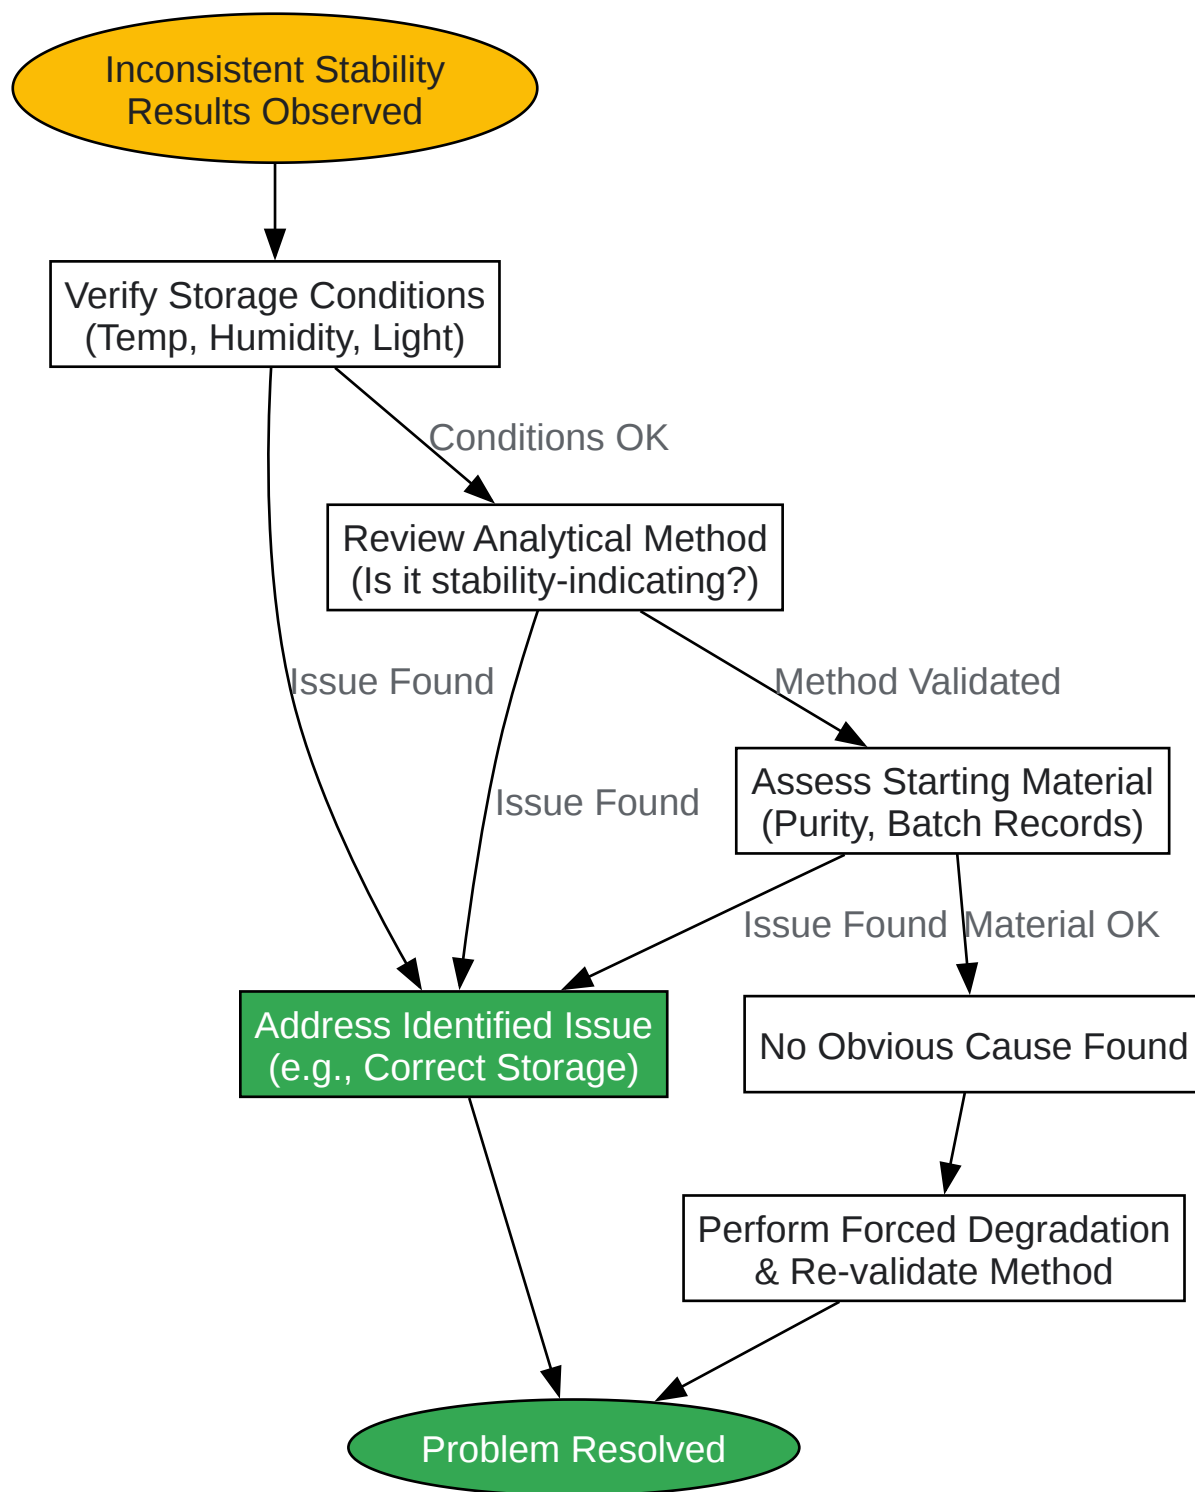 Inconsistent Stability
Results Observed
Verify Storage Conditions
(Temp, Humidity, Light)
Conditions OK
Review Analytical Method
(Is it stability-indicating?)
Issue Found
Method Validated
Assess Starting Material
(Purity, Batch Records)
Issue Found
Issue Found
Material OK
Address Identified Issue
(e.g., Correct Storage)
No Obvious Cause Found
Perform Forced Degradation
& Re-validate Method
Problem Resolved